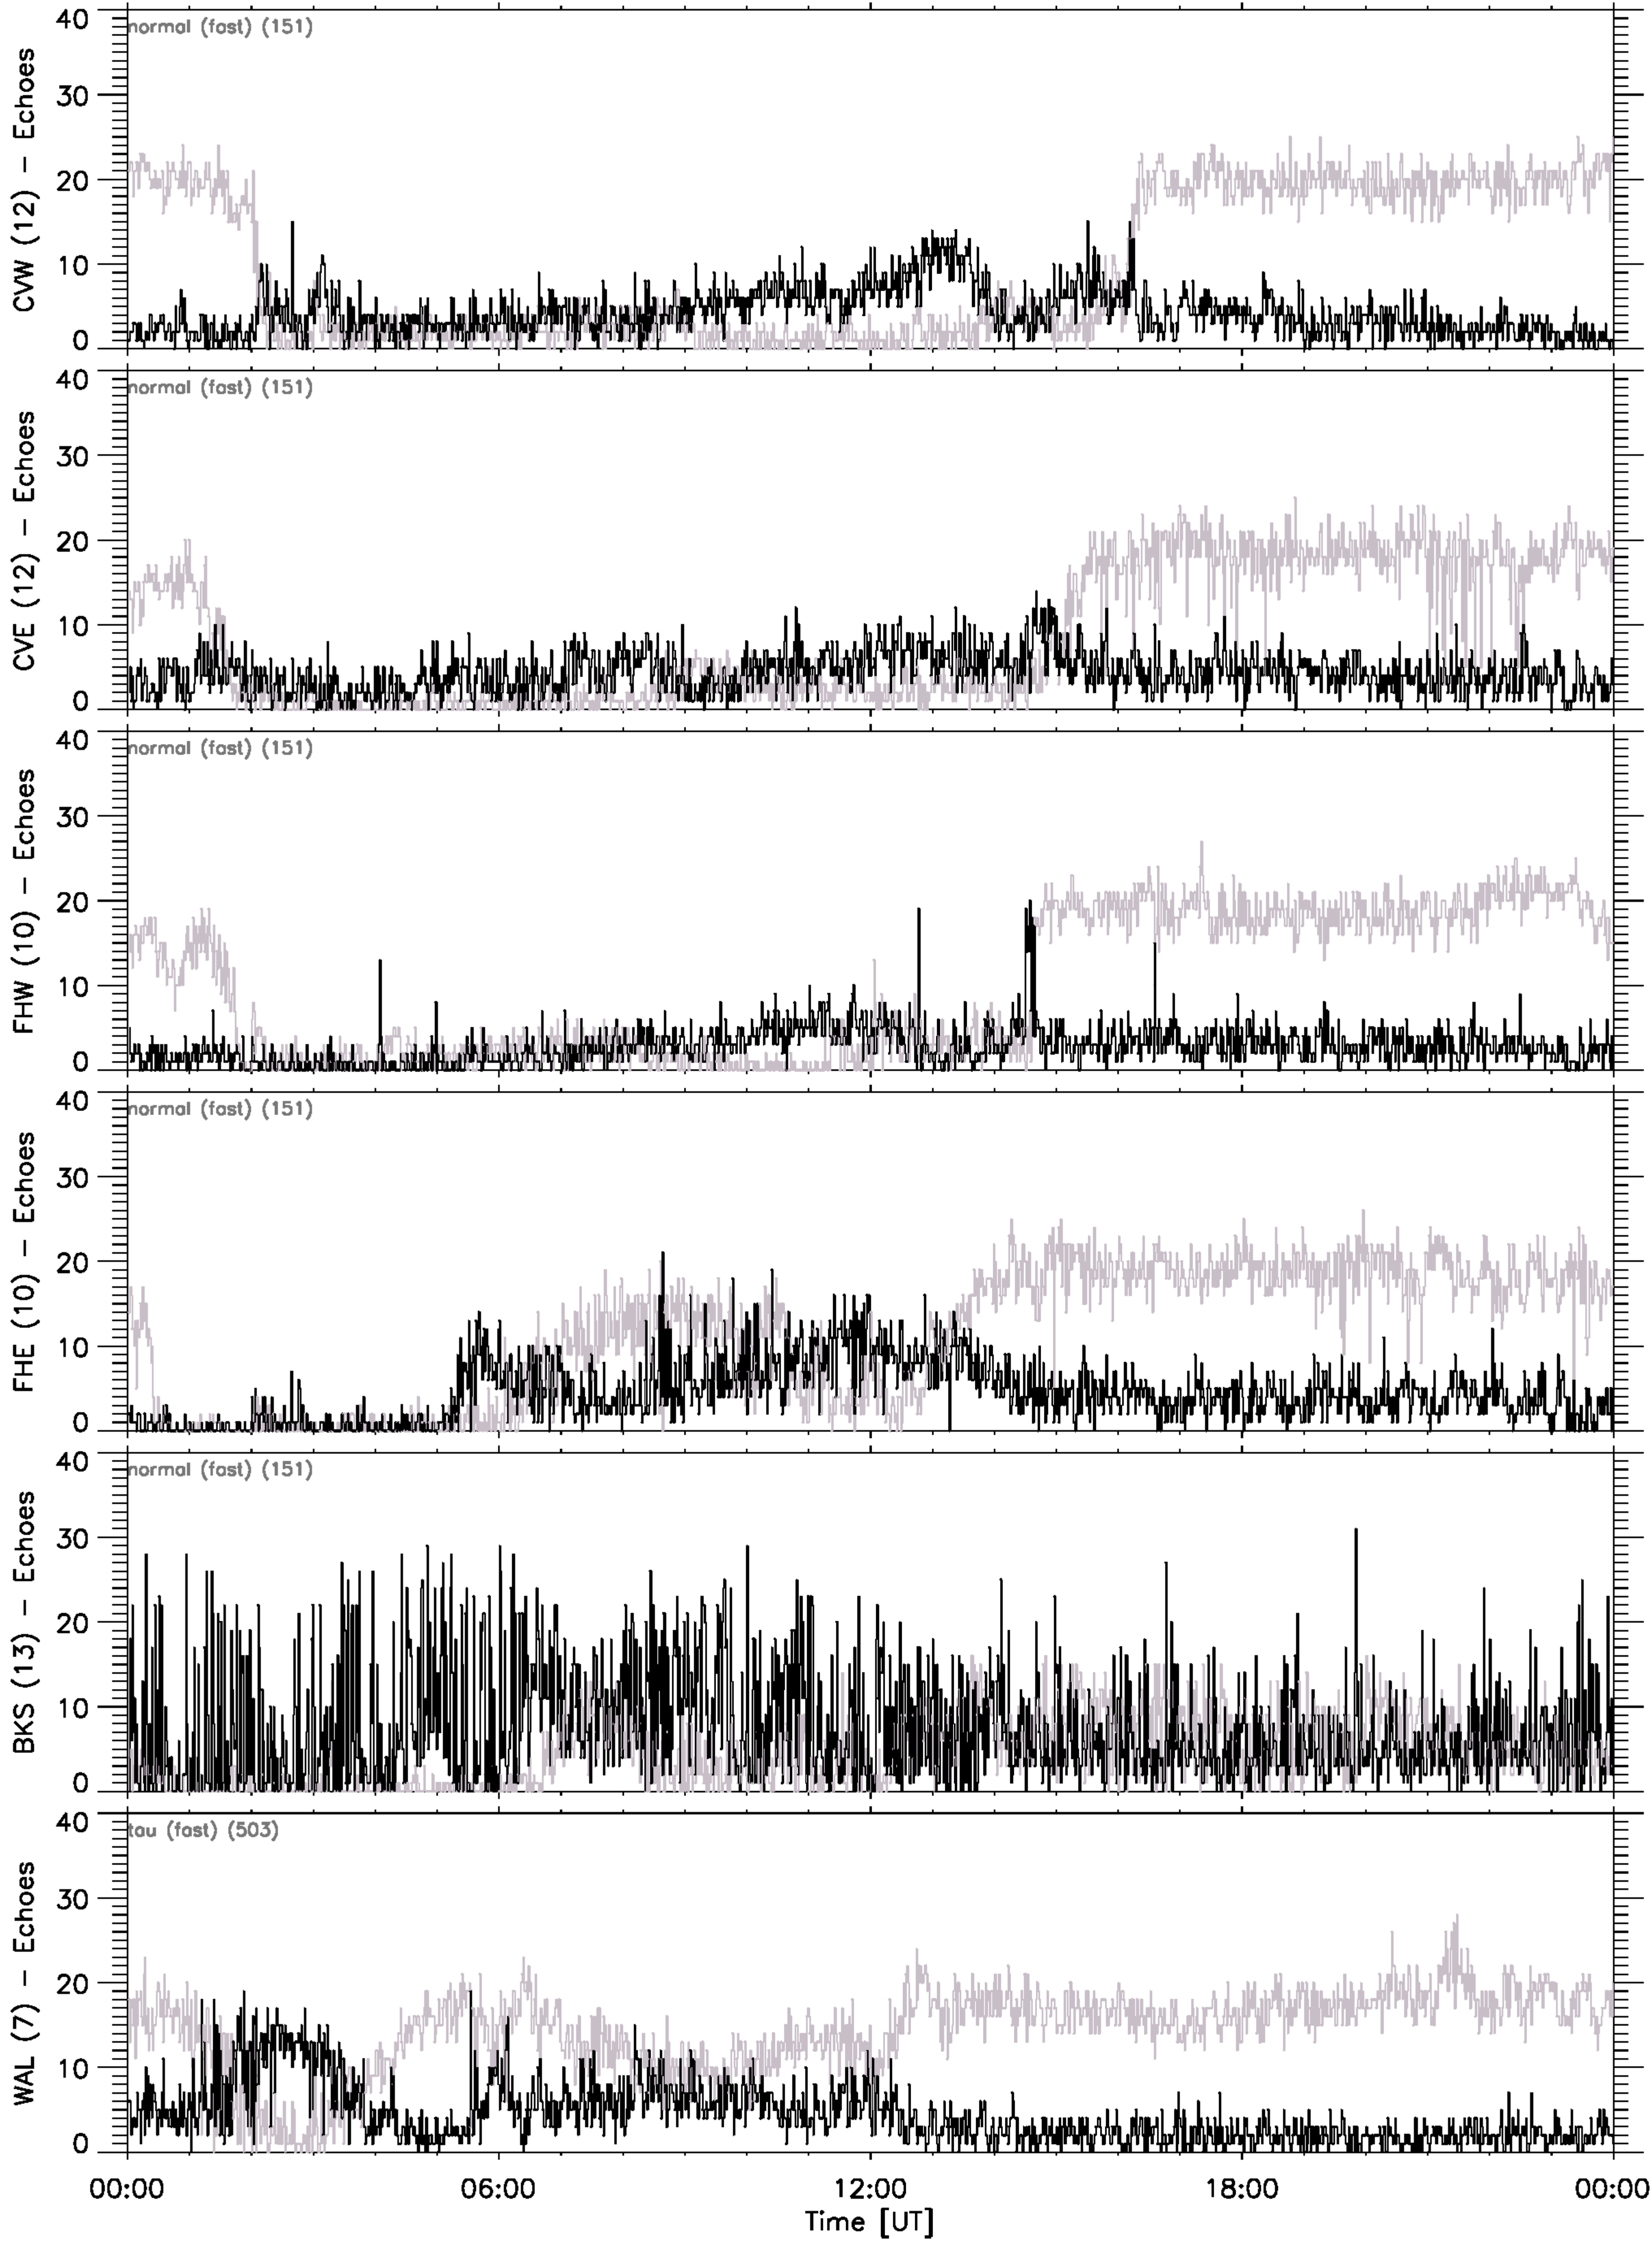 CVW (12) - Echoes
40
normal (fast) (151)
30
20
10
0
CVE (12) - Echoes
40
normal (fast) (151)
30
20
10
0
FHW (10) - Echoes
40
normal (fast) (151)
30
20
10
0
FHE (10) - Echoes
40
normal (fast) (151)
30
20
10
0
BKS (13) - Echoes
40
normal (fast) (151)
30
20
10
0
WAL (7) - Echoes
40
tau (fast) (503)
30
20
10
0
00:00 06:00 12:00 18:00 00:00
Time [UT]